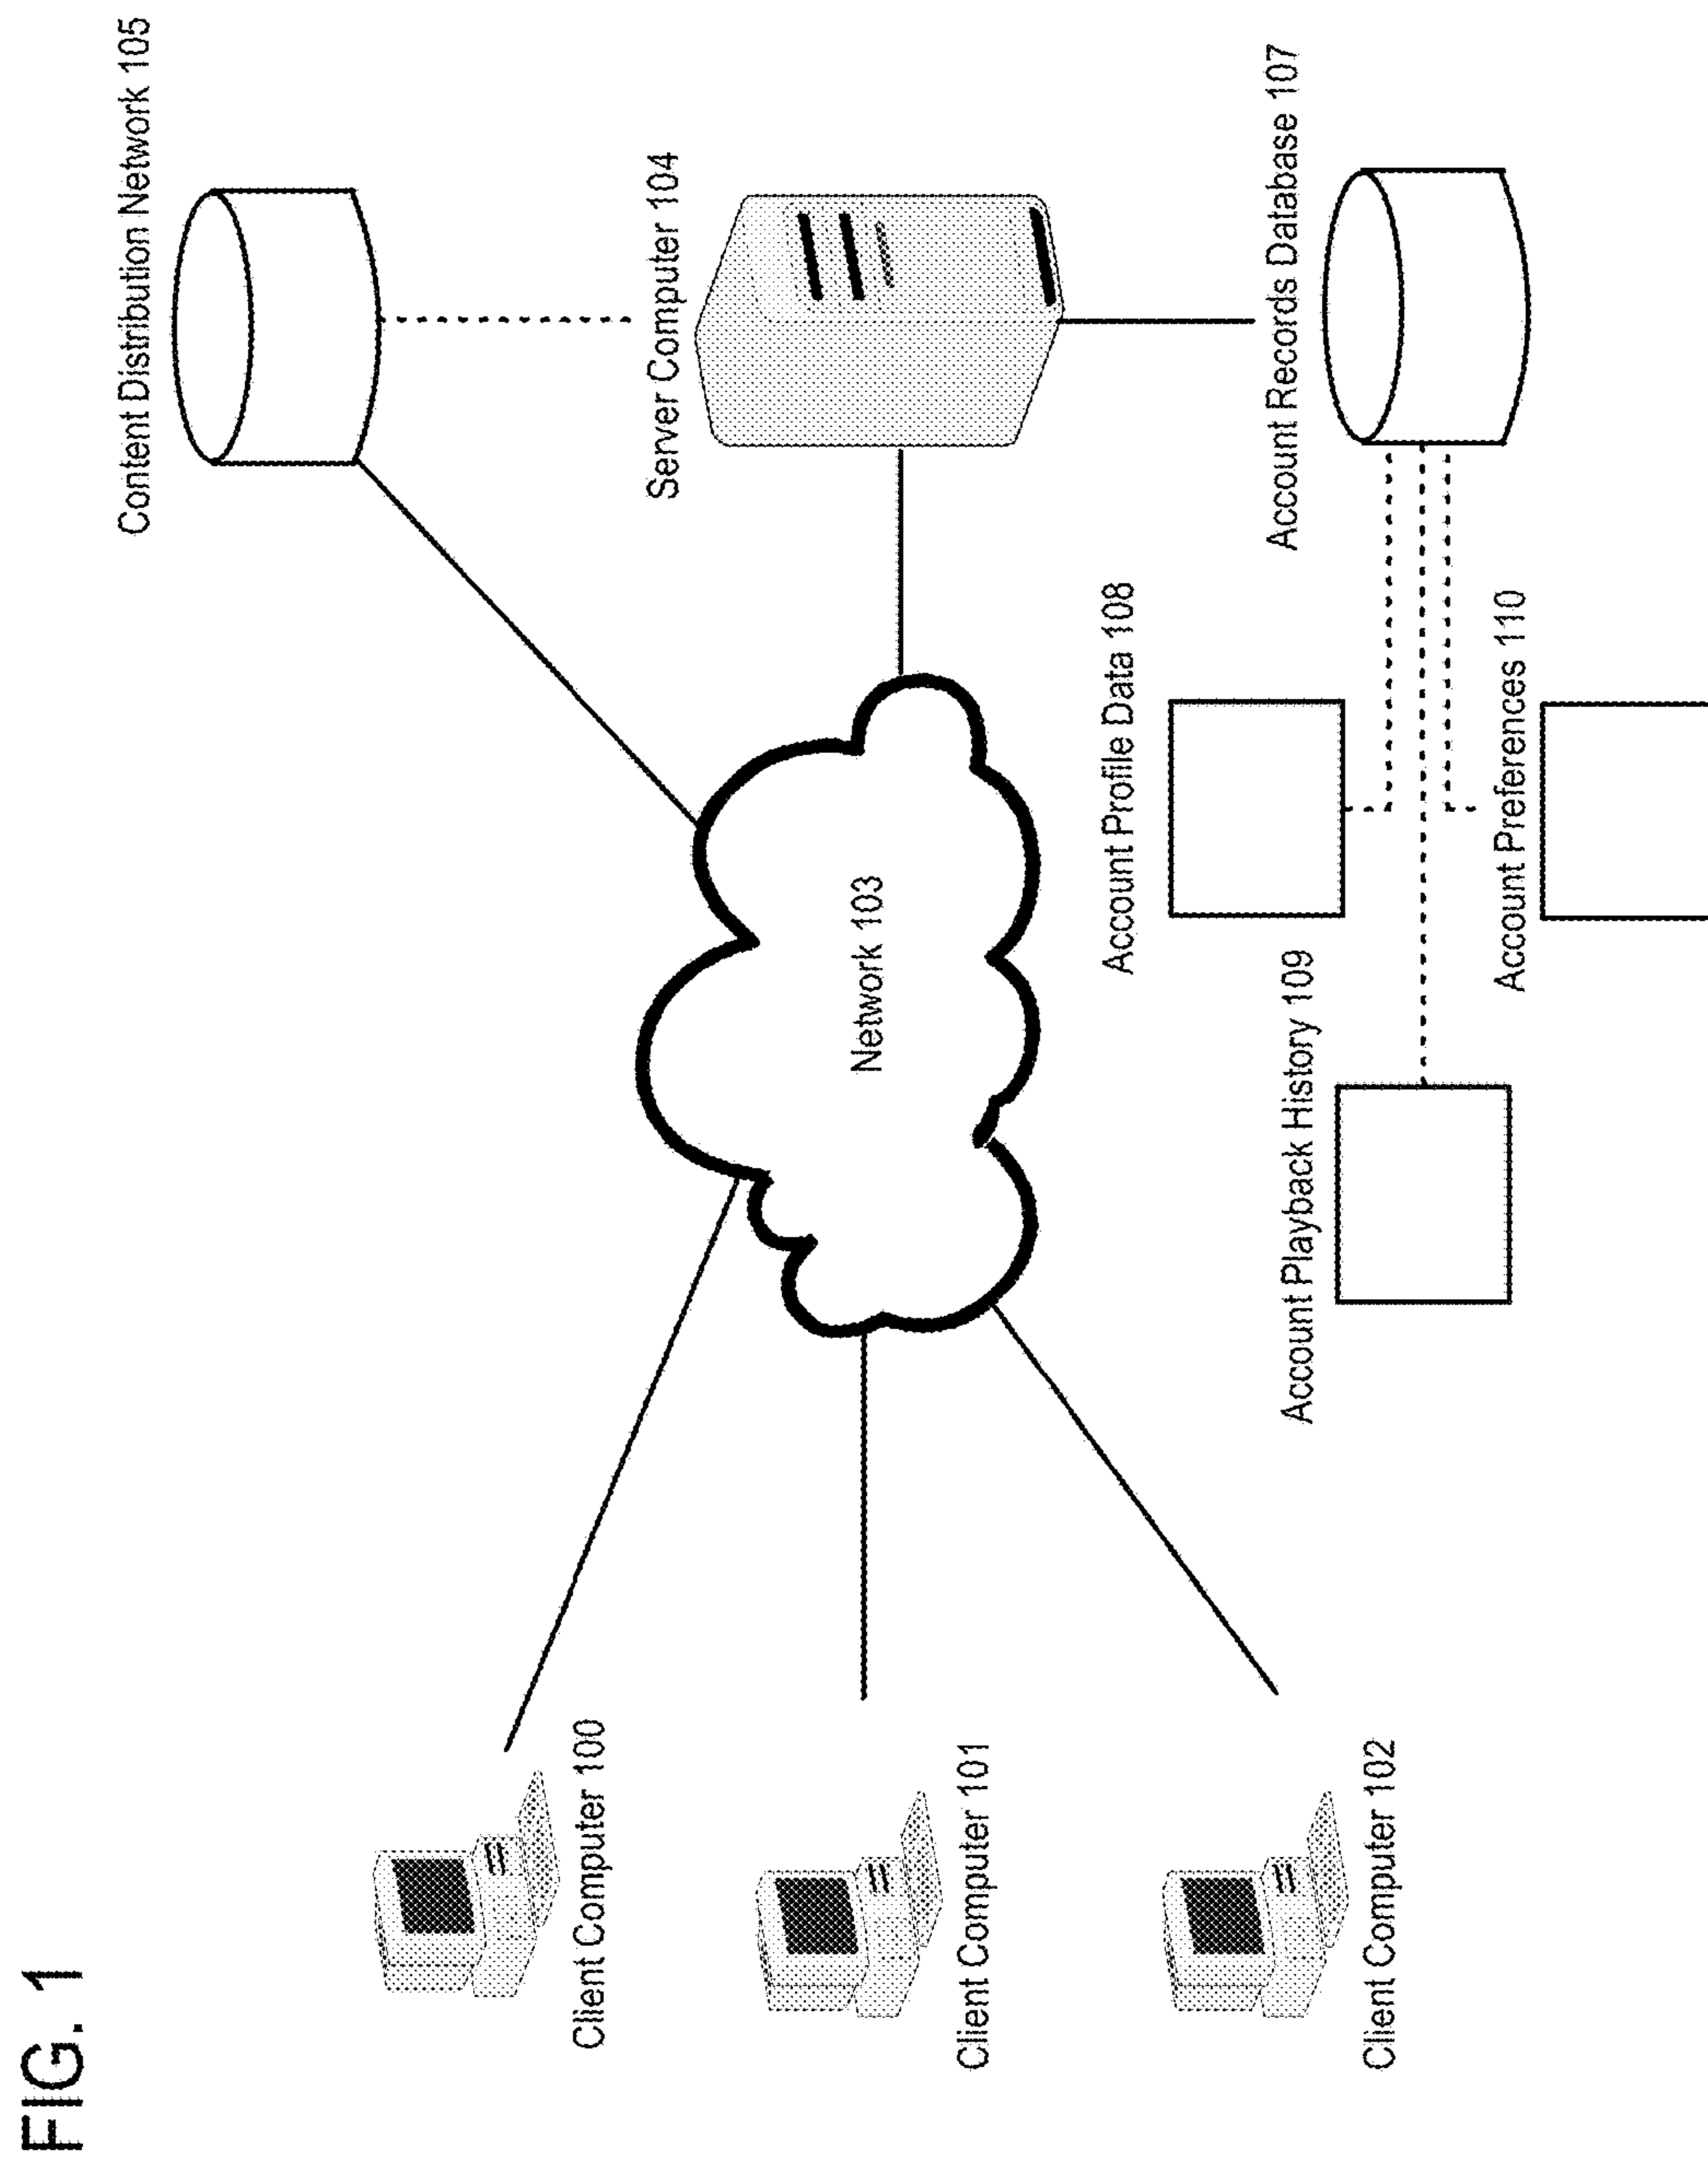 FIG. 1
Content Distribution Network 105
Client Computer 100
Server Computer 104
Network 103
Client Computer 101
Account Profile Data 108
Account Records Database 107
Account Playback History 109
Client Computer 102
Account Preferences 110